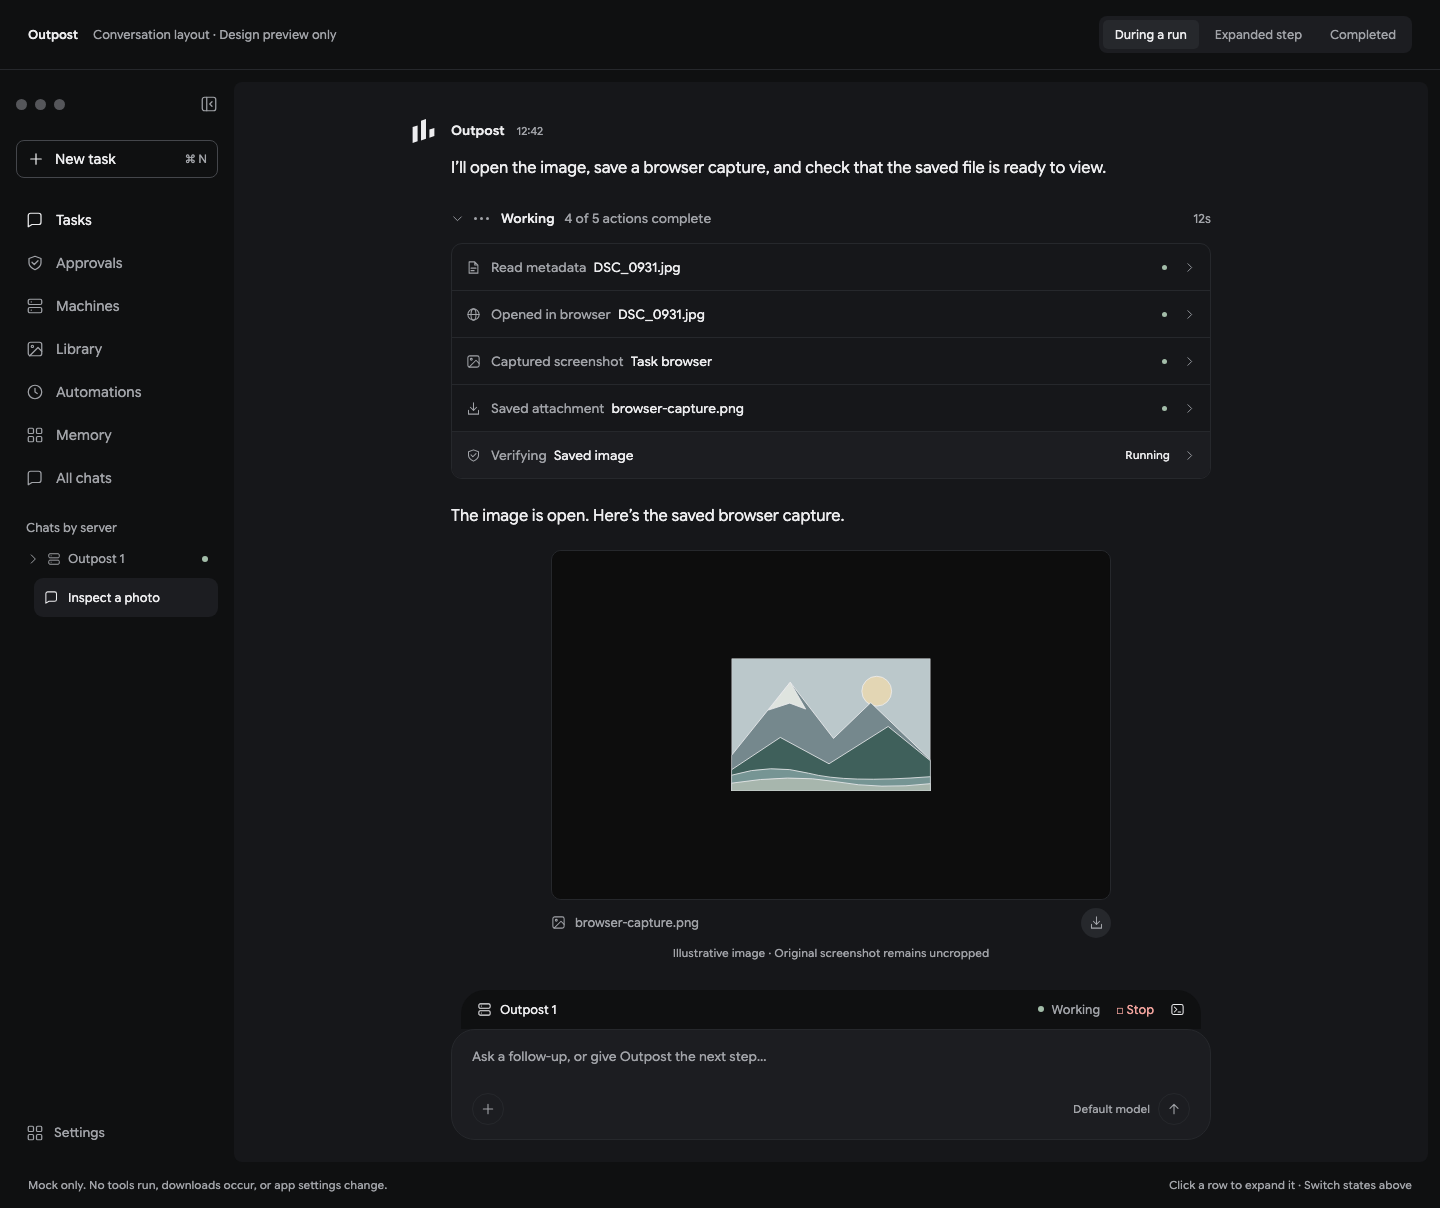 Outpost Conversation layout · Design preview only
During a run Expanded step Completed
New task ⌘ N
Tasks
Approvals
Machines
Library
Automations
Memory
All chats
Chats by server
Outpost 1
Inspect a photo
Settings
Outpost 12:42
I’ll open the image, save a browser capture, and check that the saved file is ready to view.
Working 4 of 5 actions complete 12s
Read metadata DSC_0931.jpg
Opened in browser DSC_0931.jpg
Captured screenshot Task browser
Saved attachment browser-capture.png
Verifying Saved image Running
The image is open. Here’s the saved browser capture.
browser-capture.png
Illustrative image · Original screenshot remains uncropped
Outpost 1 Working Stop
Ask a follow-up, or give Outpost the next step...
Default model
Mock only. No tools run, downloads occur, or app settings change.
Click a row to expand it · Switch states above